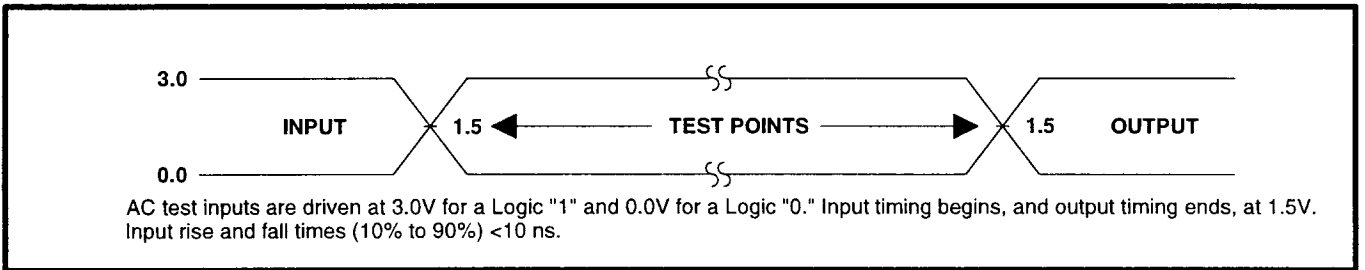 3.0
INPUT 1.5 TEST POINTS 1.5 OUTPUT
0.0
AC test inputs are driven at 3.0V for a Logic "1" and 0.0V for a Logic "0." Input timing begins, and output timing ends, at 1.5V.
Input rise and fall times (10% to 90%) <10 ns.